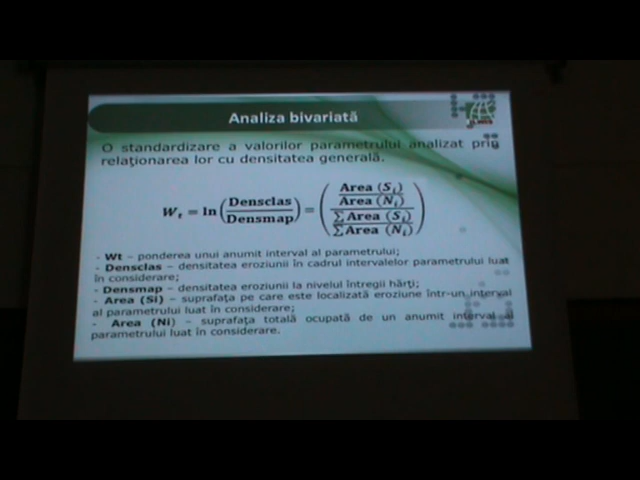 Analiza bivariată
O standardizare a valorilor parametrului analizat prin
relaționarea lor cu densitatea generală.
Wₜ = ln(Densclas / Densmap) = ((Area (Sᵢ) / Area (Nᵢ)) / (∑ Area (Sᵢ) / ∑ Area (Nᵢ)))
- Wt – ponderea unui anumit interval al parametrului;
- Densclas – densitatea eroziunii în cadrul intervalelor parametrului luat
în considerare;
- Densmap – densitatea eroziunii la nivelul întregii hărți;
- Area (Si) – suprafața pe care este localizată eroziune într-un interval
al parametrului luat în considerare;
- Area (Ni) – suprafața totală ocupată de un anumit interval al
parametrului luat în considerare.